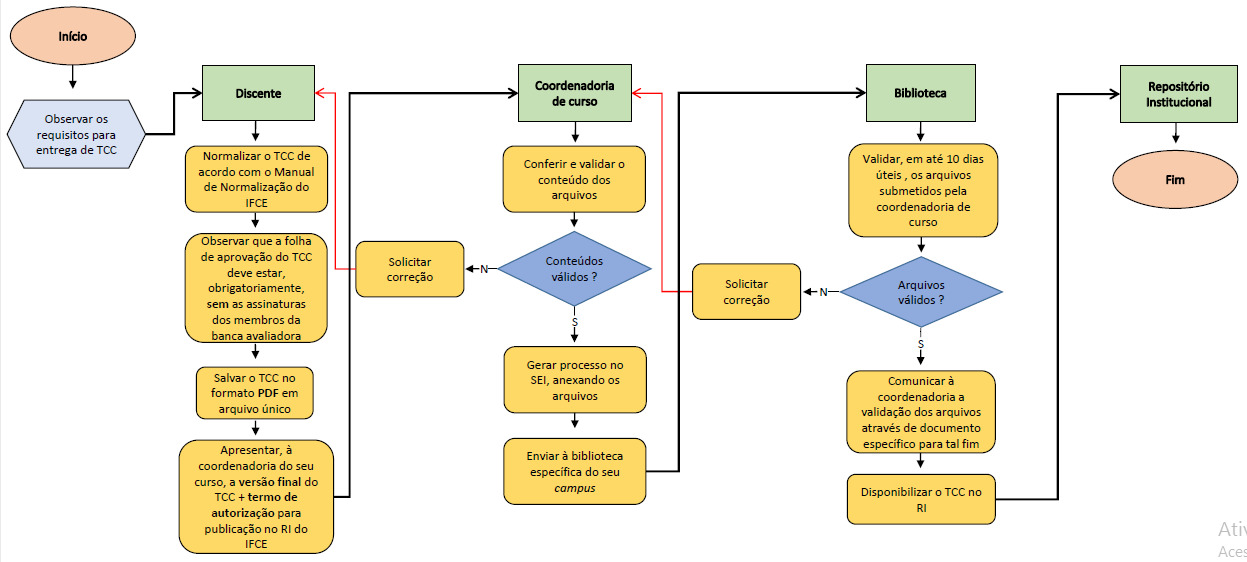 Início
Observar os
requisitos para
entrega de TCC
Discente
Normalizar o TCC de
acordo com o Manual
de Normalização do
IFCE
Observar que a folha
de aprovação do TCC
deve estar,
obrigatoriamente,
sem as assinaturas
dos membros da
banca avaliadora
Salvar o TCC no
formato PDF em
arquivo único
Apresentar, à
coordenadoria do seu
curso, a versão final do
TCC + termo de
autorização para
publicação no RI do
IFCE
Coordenadoria
de curso
Conferir e validar o
conteúdo dos
arquivos
Conteúdos
válidos ?
N
Solicitar
correção
S
Gerar processo no
SEI, anexando os
arquivos
Enviar à biblioteca
específica do seu
campus
Biblioteca
Validar, em até 10 dias
úteis , os arquivos
submetidos pela
coordenadoria de
curso
Arquivos
válidos ?
N
Solicitar
correção
S
Comunicar à
coordenadoria a
validação dos arquivos
através de documento
específico para tal fim
Disponibilizar o TCC no
RI
Repositório
Institucional
Fim